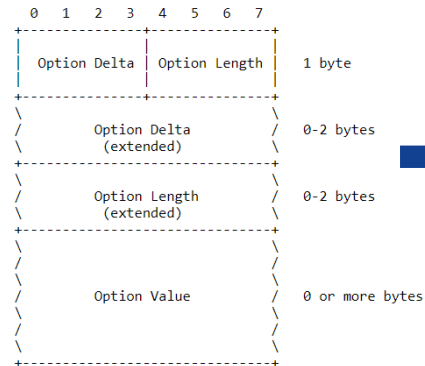 0 1 2 3 4 5 6 7
Option Delta Option Length 1 byte
Option Delta 0-2 bytes
(extended)
Option Length 0-2 bytes
(extended)
Option Value 0 or more bytes